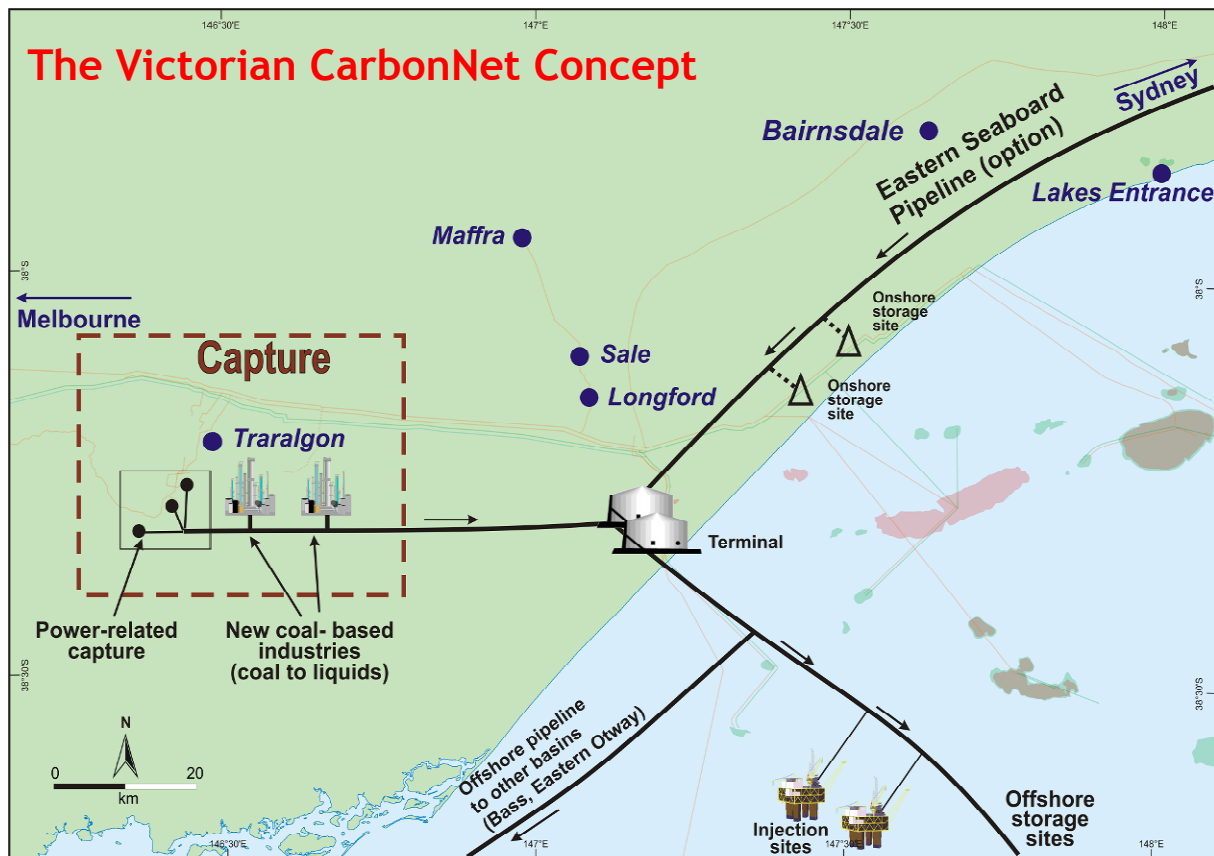 146°30'E
147°E
147°30'E
148°E
The Victorian CarbonNet Concept
Sydney
Bairnsdale
Eastern Seaboard
Pipeline (option)
Lakes Entrance
Maffra
38°S
38°S
Melbourne
Onshore
storage
site
Capture
Sale
Longford
Onshore
storage
site
Traralgon
Terminal
Power-related
capture
New coal- based
industries
(coal to liquids)
38°30'S
38°30'S
N
0 20
km
Offshore pipeline
to other basins
(Bass, Eastern Otway)
Injection
sites
Offshore
storage
sites
146°30'E
147°E
147°30'E
148°E